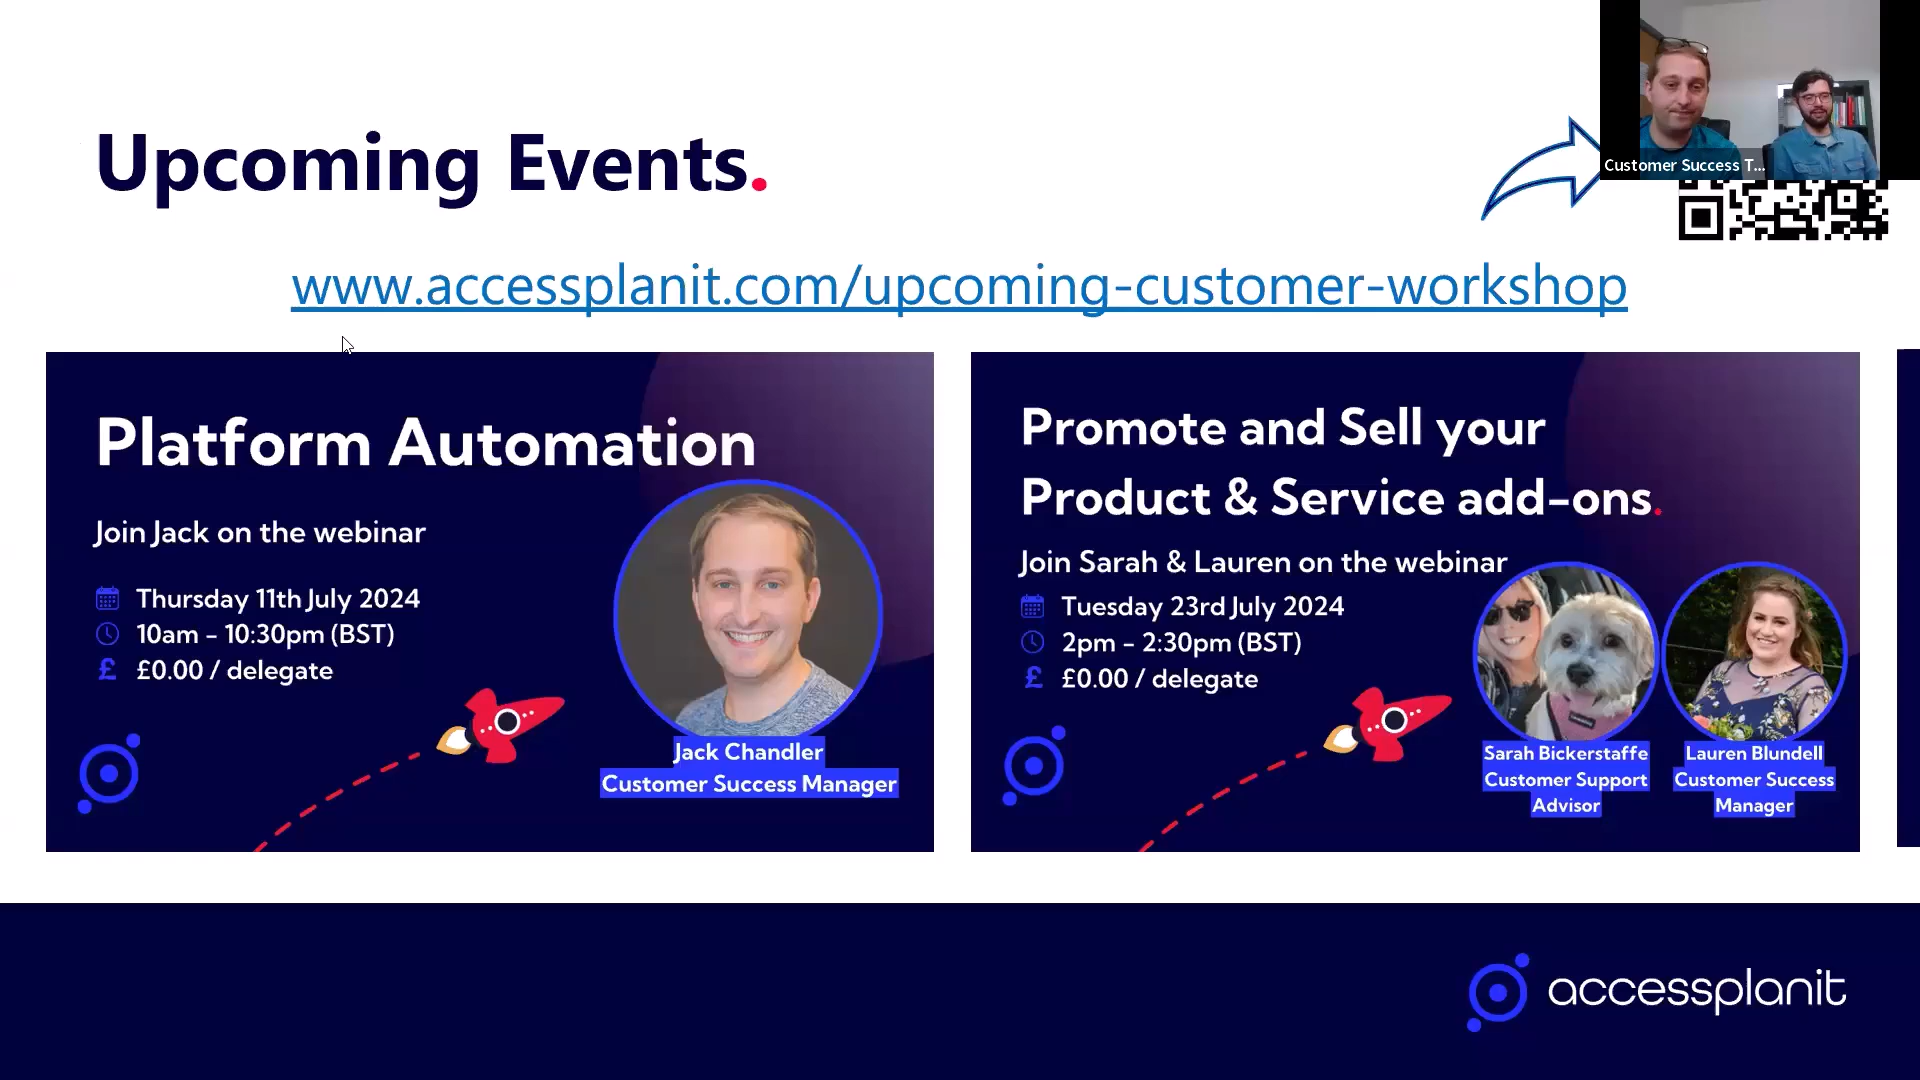 Upcoming Events.
Customer Success T...
www.accessplanit.com/upcoming-customer-workshop
Platform Automation
Join Jack on the webinar
Thursday 11th July 2024
10am - 10:30pm (BST)
£ £0.00 / delegate
Jack Chandler
Customer Success Manager
Promote and Sell your
Product & Service add-ons.
Join Sarah & Lauren on the webinar
Tuesday 23rd July 2024
2pm - 2:30pm (BST)
£ £0.00 / delegate
Sarah Bickerstaffe
Customer Support
Advisor
Lauren Blundell
Customer Success
Manager
accessplanit